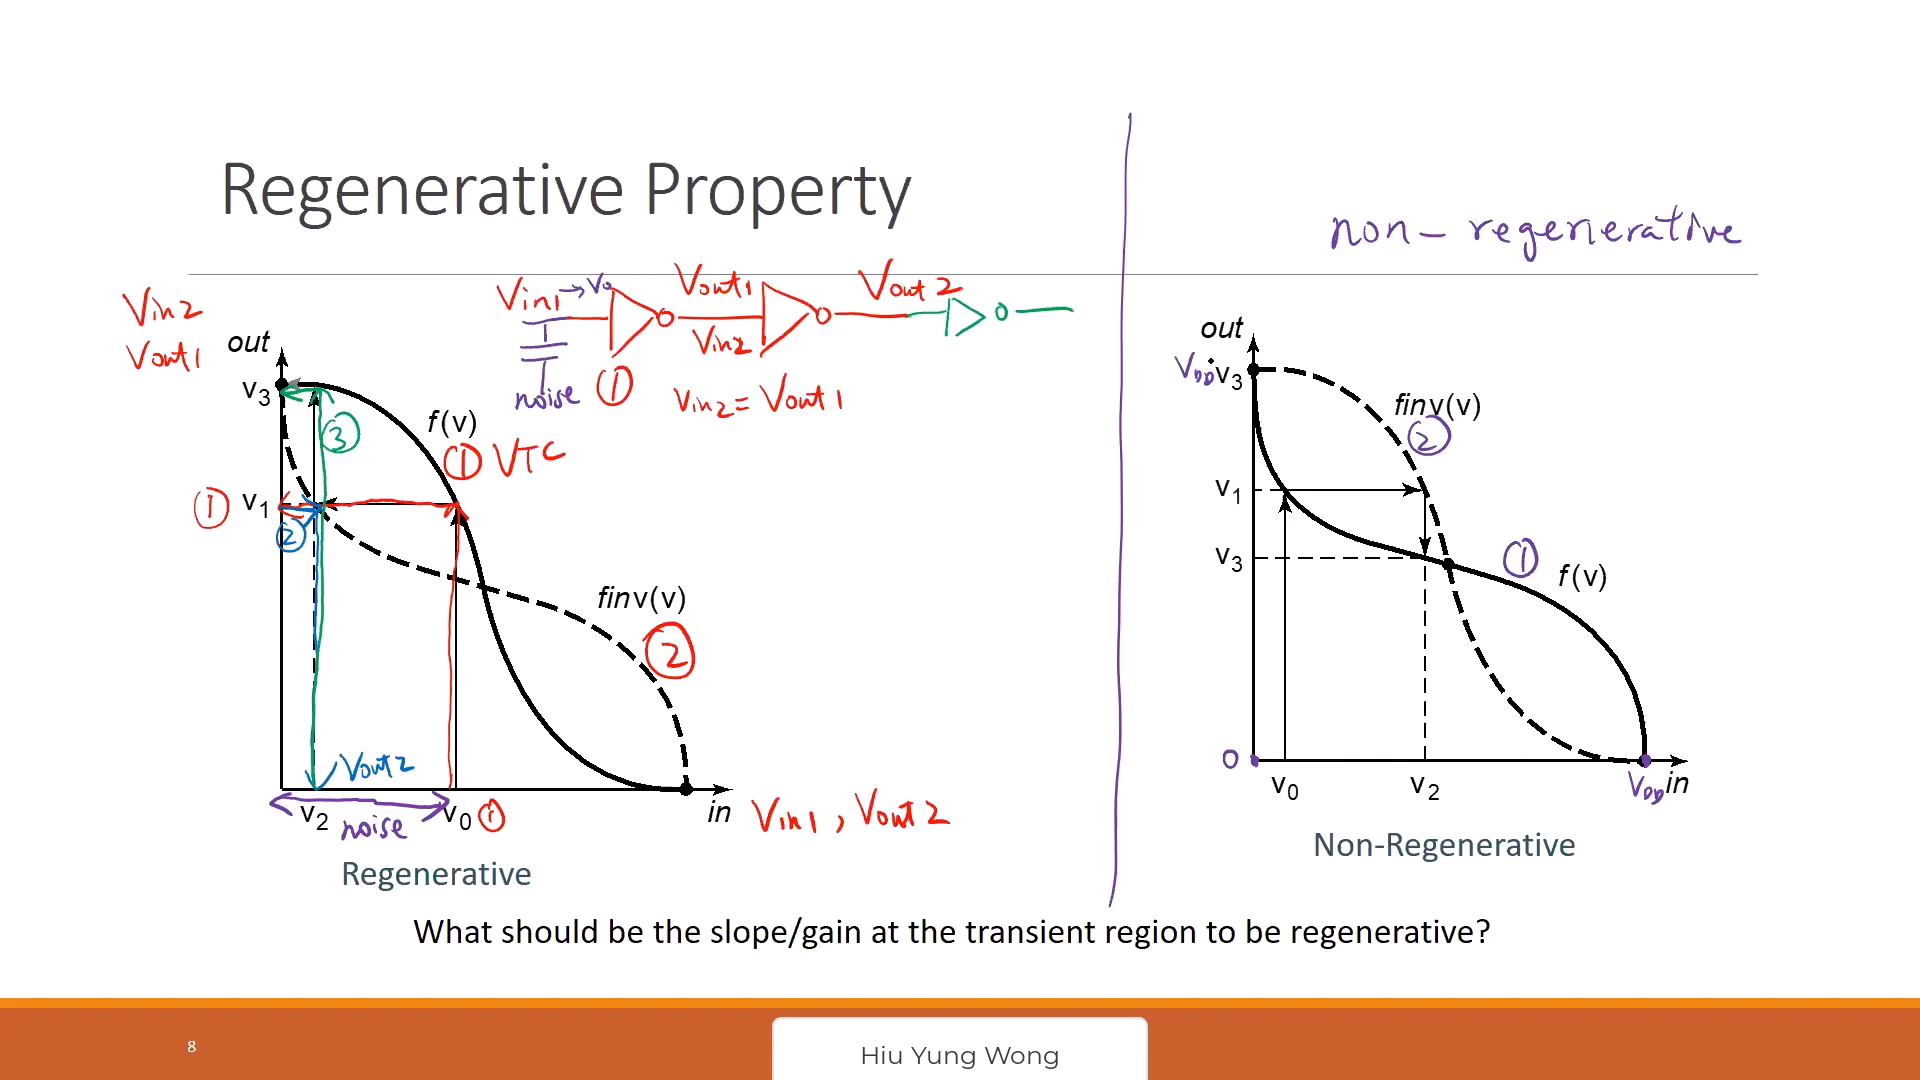 Regenerative Property
non-regenerative
Vin1 → V0
Vout1
Vout2
Vin2
noise
①
Vin2 = Vout1
Vin2
Vout1
out
v3
③
f(v)
① VTC
① v1
②
finv(v)
②
Vout2
v2
noise
v0 ①
in
Vin1, Vout2
Regenerative
out
VDD v3
finv(v)
②
v1
v3
①
f(v)
0
v0
v2
VDD in
Non-Regenerative
What should be the slope/gain at the transient region to be regenerative?
8
Hiu Yung Wong